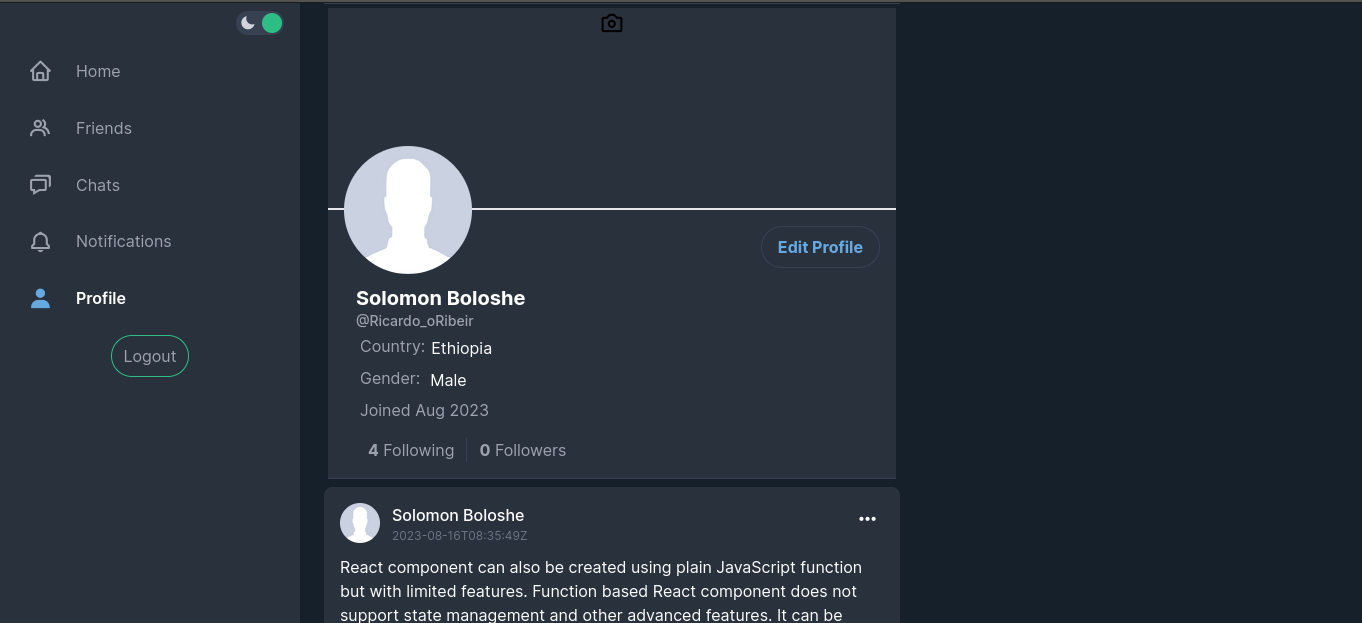 Home
Friends
Chats
Notifications
Profile
Logout
Edit Profile
Solomon Boloshe
@Ricardo_oRibeir
Country: Ethiopia
Gender: Male
Joined Aug 2023
4 Following 0 Followers
Solomon Boloshe
2023-08-16T08:35:49Z
React component can also be created using plain JavaScript function
but with limited features. Function based React component does not
support state management and other advanced features. It can be